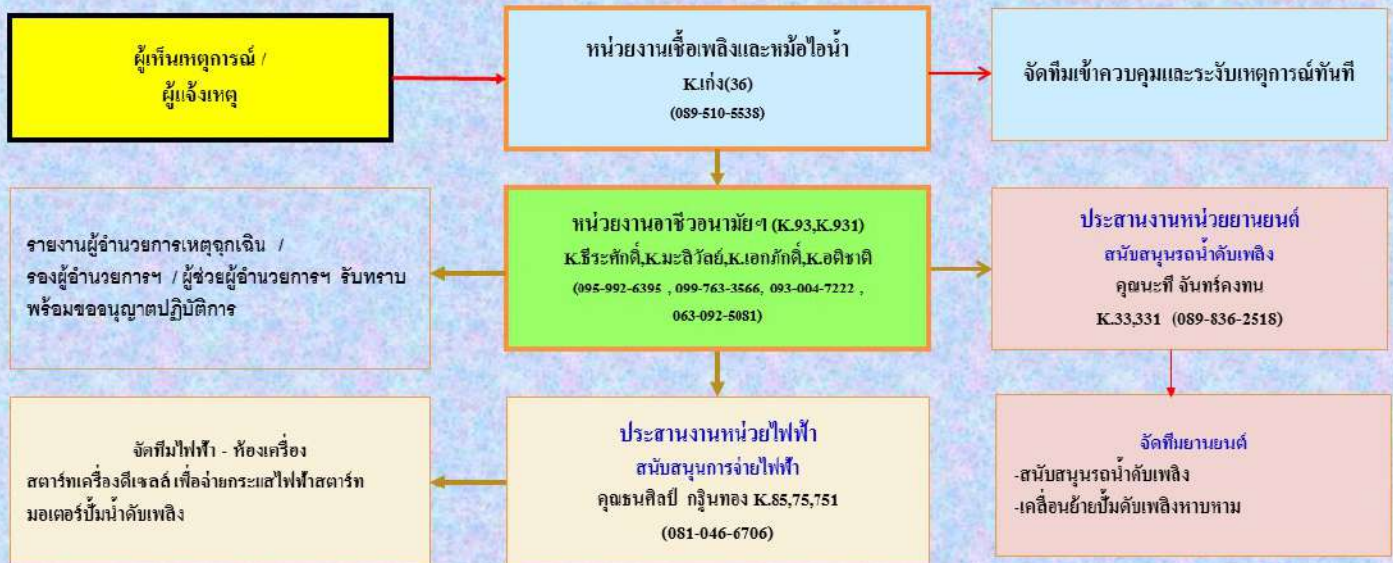 ผู้เห็นเหตุการณ์ /
ผู้แจ้งเหตุ
หน่วยงานเชื้อเพลิงและหม้อไอน้ำ
K.เก่ง(36)
(089-510-5538)
จัดทีมเข้าควบคุมและระงับเหตุการณ์ทันที
รายงานผู้อำนวยการเหตุฉุกเฉิน /
รองผู้อำนวยการฯ / ผู้ช่วยผู้อำนวยการฯ รับทราบ
พร้อมขออนุญาตปฏิบัติการ
หน่วยงานอาชีวอนามัยฯ (K.93,K.931)
K.ธีระศักดิ์,K.มะลิวัลย์,K.เอกภักดิ์,K.อดิชาติ
(095-992-6395 , 099-763-3566, 093-004-7222 ,
063-092-5081)
ประสานงานหน่วยยานยนต์
สนับสนุนรถน้ำดับเพลิง
คุณนะที จันทร์คงทน
K.33,331 (089-836-2518)
จัดทีมไฟฟ้า - ห้องเครื่อง
สตาร์ทเครื่องดีเซลล์ เพื่อจ่ายกระแสไฟฟ้าสตาร์ท
มอเตอร์ปั๊มน้ำดับเพลิง
ประสานงานหน่วยไฟฟ้า
สนับสนุนการจ่ายไฟฟ้า
คุณธนศิลป์ กฐินทอง K.85,75,751
(081-046-6706)
จัดทีมยานยนต์
-สนับสนุนรถน้ำดับเพลิง
-เคลื่อนย้ายปั๊มดับเพลิงหาบหาม